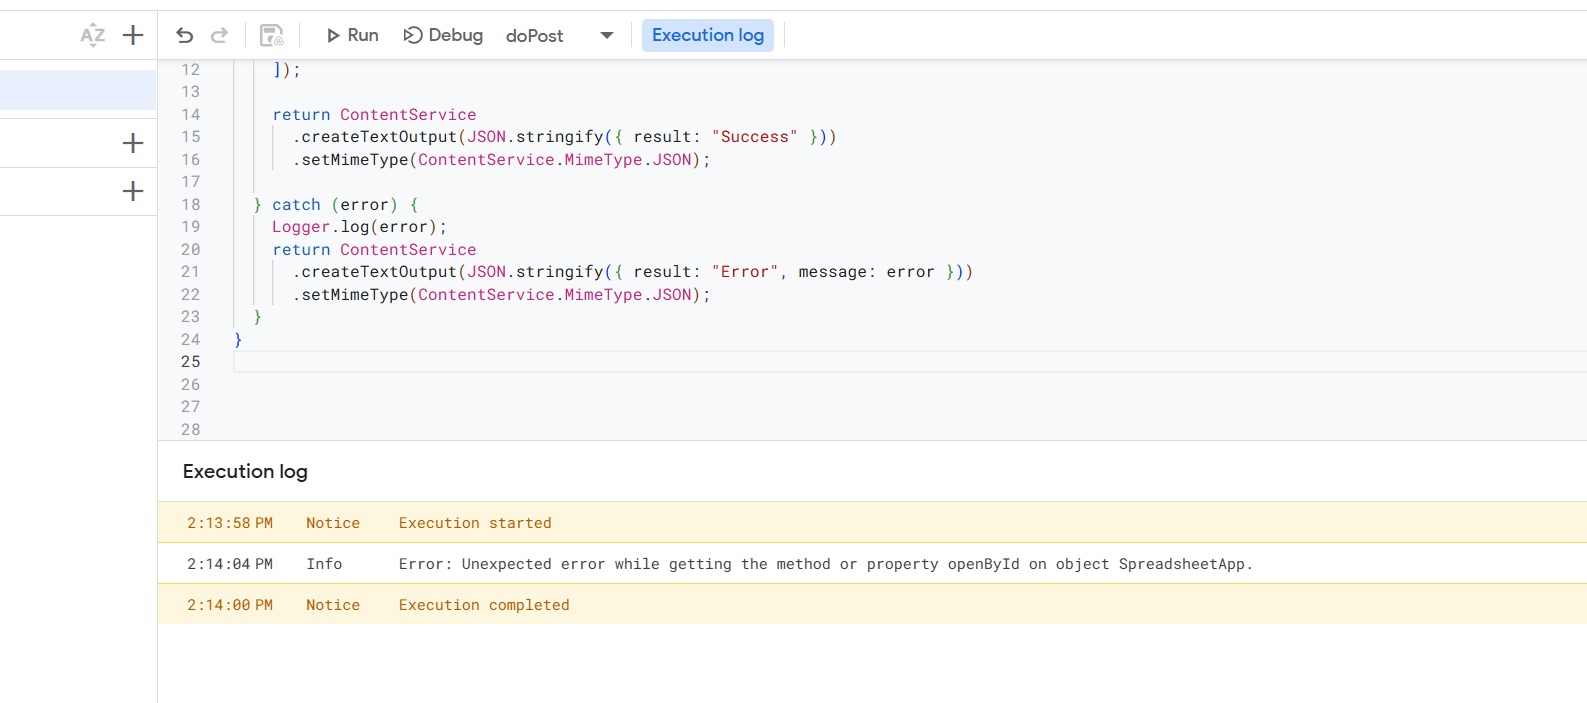 AZ Run Debug doPost Execution log
12 ]);
13
14 return ContentService
15 .createTextOutput(JSON.stringify({ result: "Success" }))
16 .setMimeType(ContentService.MimeType.JSON);
17
18 } catch (error) {
19 Logger.log(error);
20 return ContentService
21 .createTextOutput(JSON.stringify({ result: "Error", message: error }))
22 .setMimeType(ContentService.MimeType.JSON);
23 }
24 }
25
26
27
28
Execution log
2:13:58 PM Notice Execution started
2:14:04 PM Info Error: Unexpected error while getting the method or property openById on object SpreadsheetApp.
2:14:00 PM Notice Execution completed